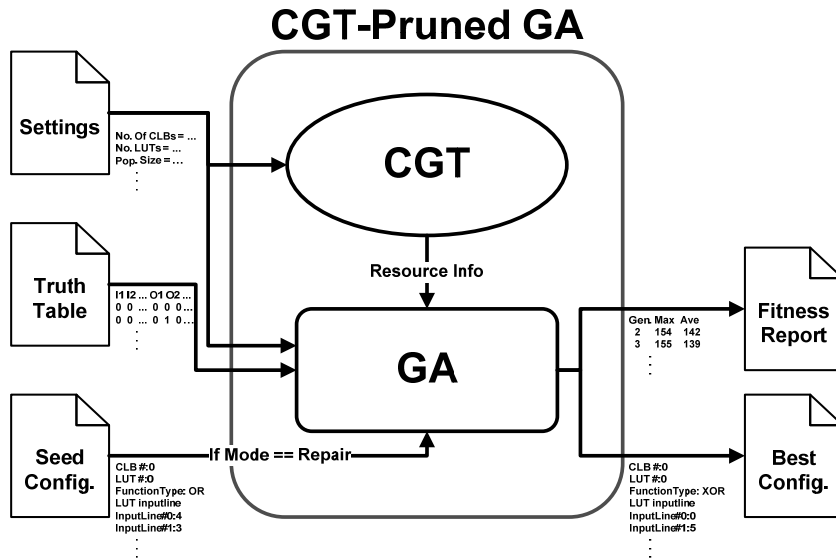 CGT-Pruned GA
Settings
No. Of CLBs = ...
No. LUTs = ...
Pop. Size = ...
CGT
Resource Info
Truth
Table
I1 I2 ... O1 O2 ...
0 0 ... 0 0 0...
0 0 ... 0 1 0...
GA
Gen. Max Ave
2 154 142
3 155 139
Fitness
Report
Seed
Config.
If Mode == Repair
CLB #:0
LUT #:0
FunctionType: OR
LUT inputline
InputLine#0:4
InputLine#1:3
CLB #:0
LUT #:0
FunctionType: XOR
LUT inputline
InputLine#0:0
InputLine#1:5
Best
Config.